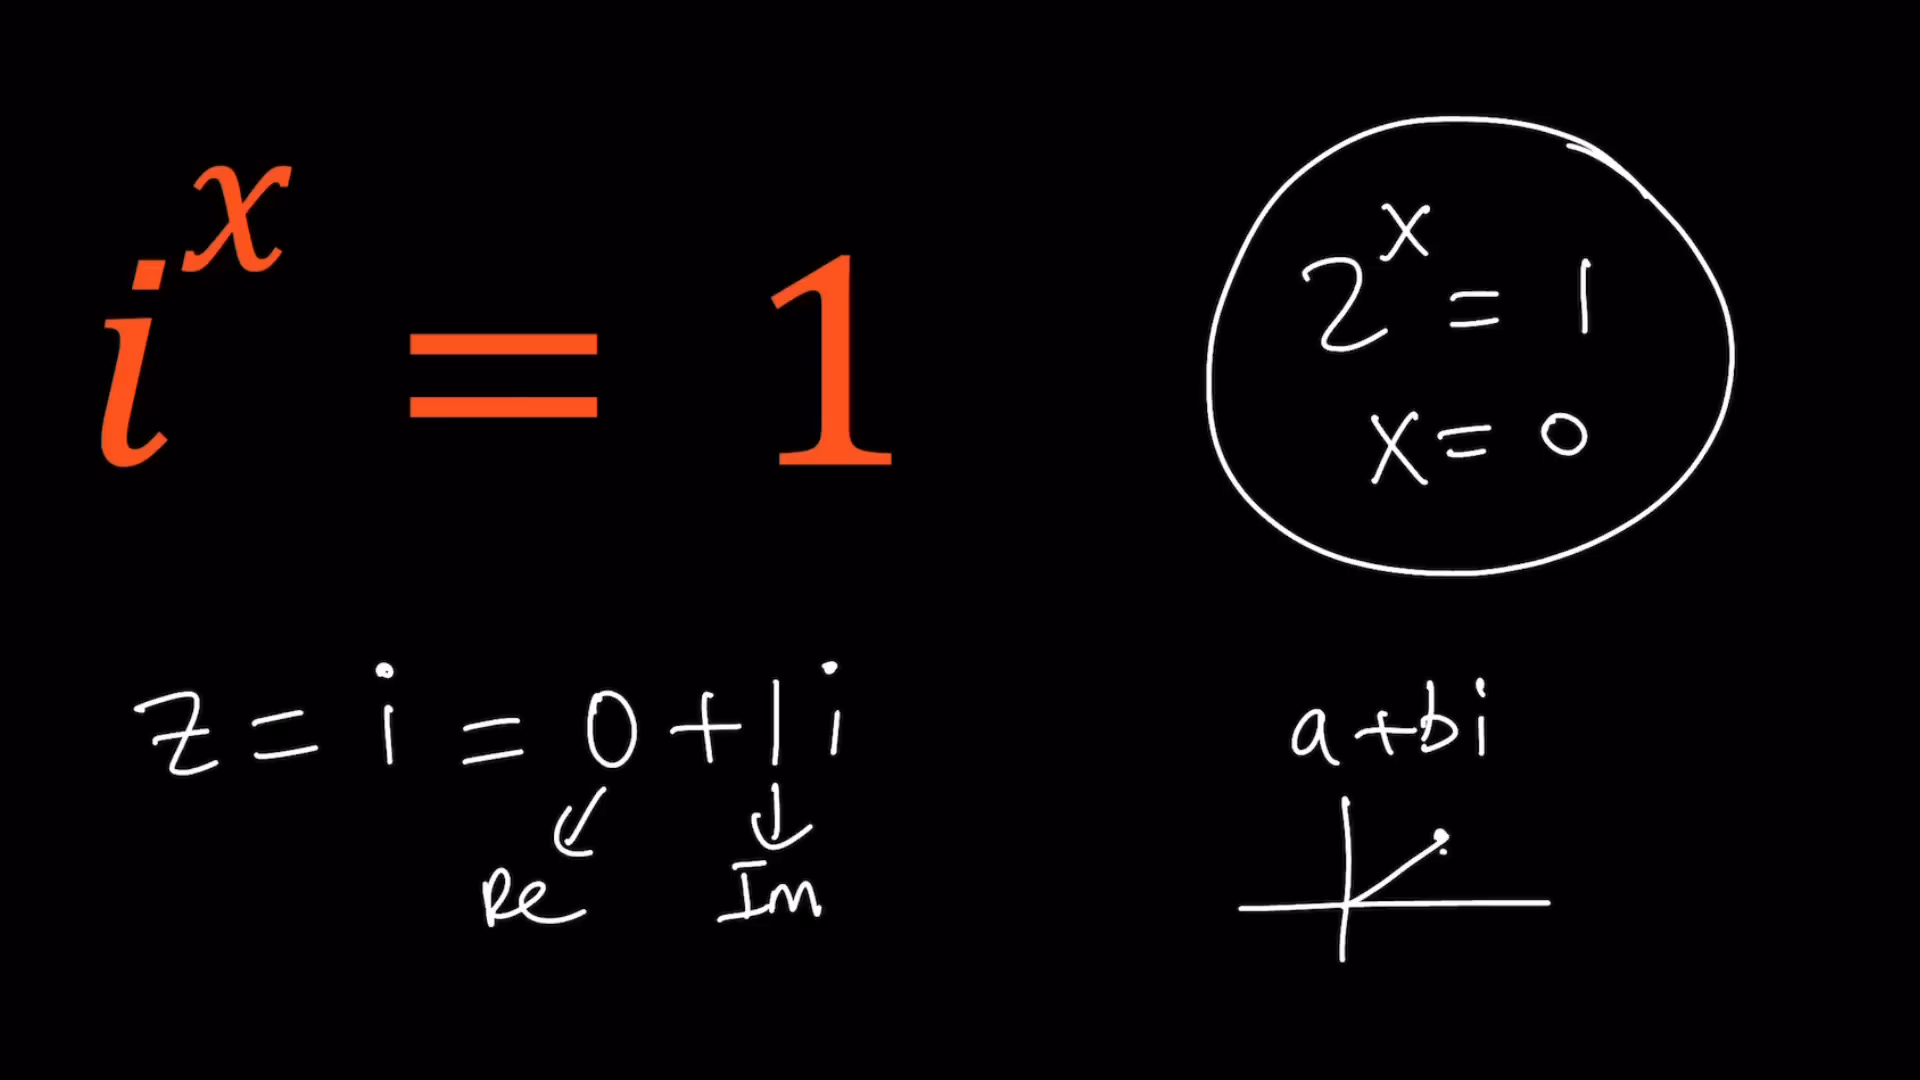 i^x = 1
2^x = 1
x = 0
z = i = 0 + 1i
Re Im
a + bi